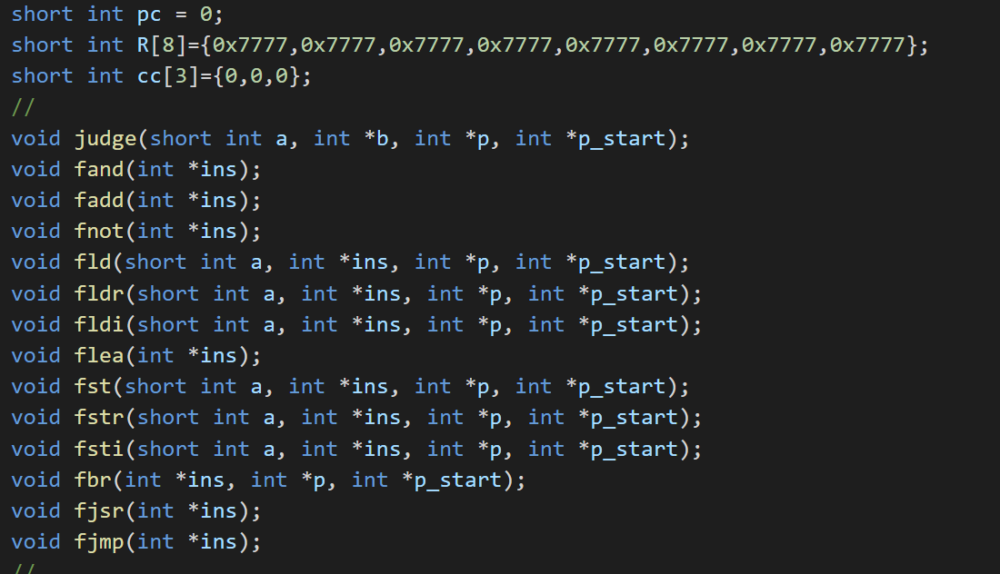 short int pc = 0;
short int R[8]={0x7777,0x7777,0x7777,0x7777,0x7777,0x7777,0x7777,0x7777};
short int cc[3]={0,0,0};
//
void judge(short int a, int *b, int *p, int *p_start);
void fand(int *ins);
void fadd(int *ins);
void fnot(int *ins);
void fld(short int a, int *ins, int *p, int *p_start);
void fldr(short int a, int *ins, int *p, int *p_start);
void fldi(short int a, int *ins, int *p, int *p_start);
void flea(int *ins);
void fst(short int a, int *ins, int *p, int *p_start);
void fstr(short int a, int *ins, int *p, int *p_start);
void fsti(short int a, int *ins, int *p, int *p_start);
void fbr(int *ins, int *p, int *p_start);
void fjsr(int *ins);
void fjmp(int *ins);
//